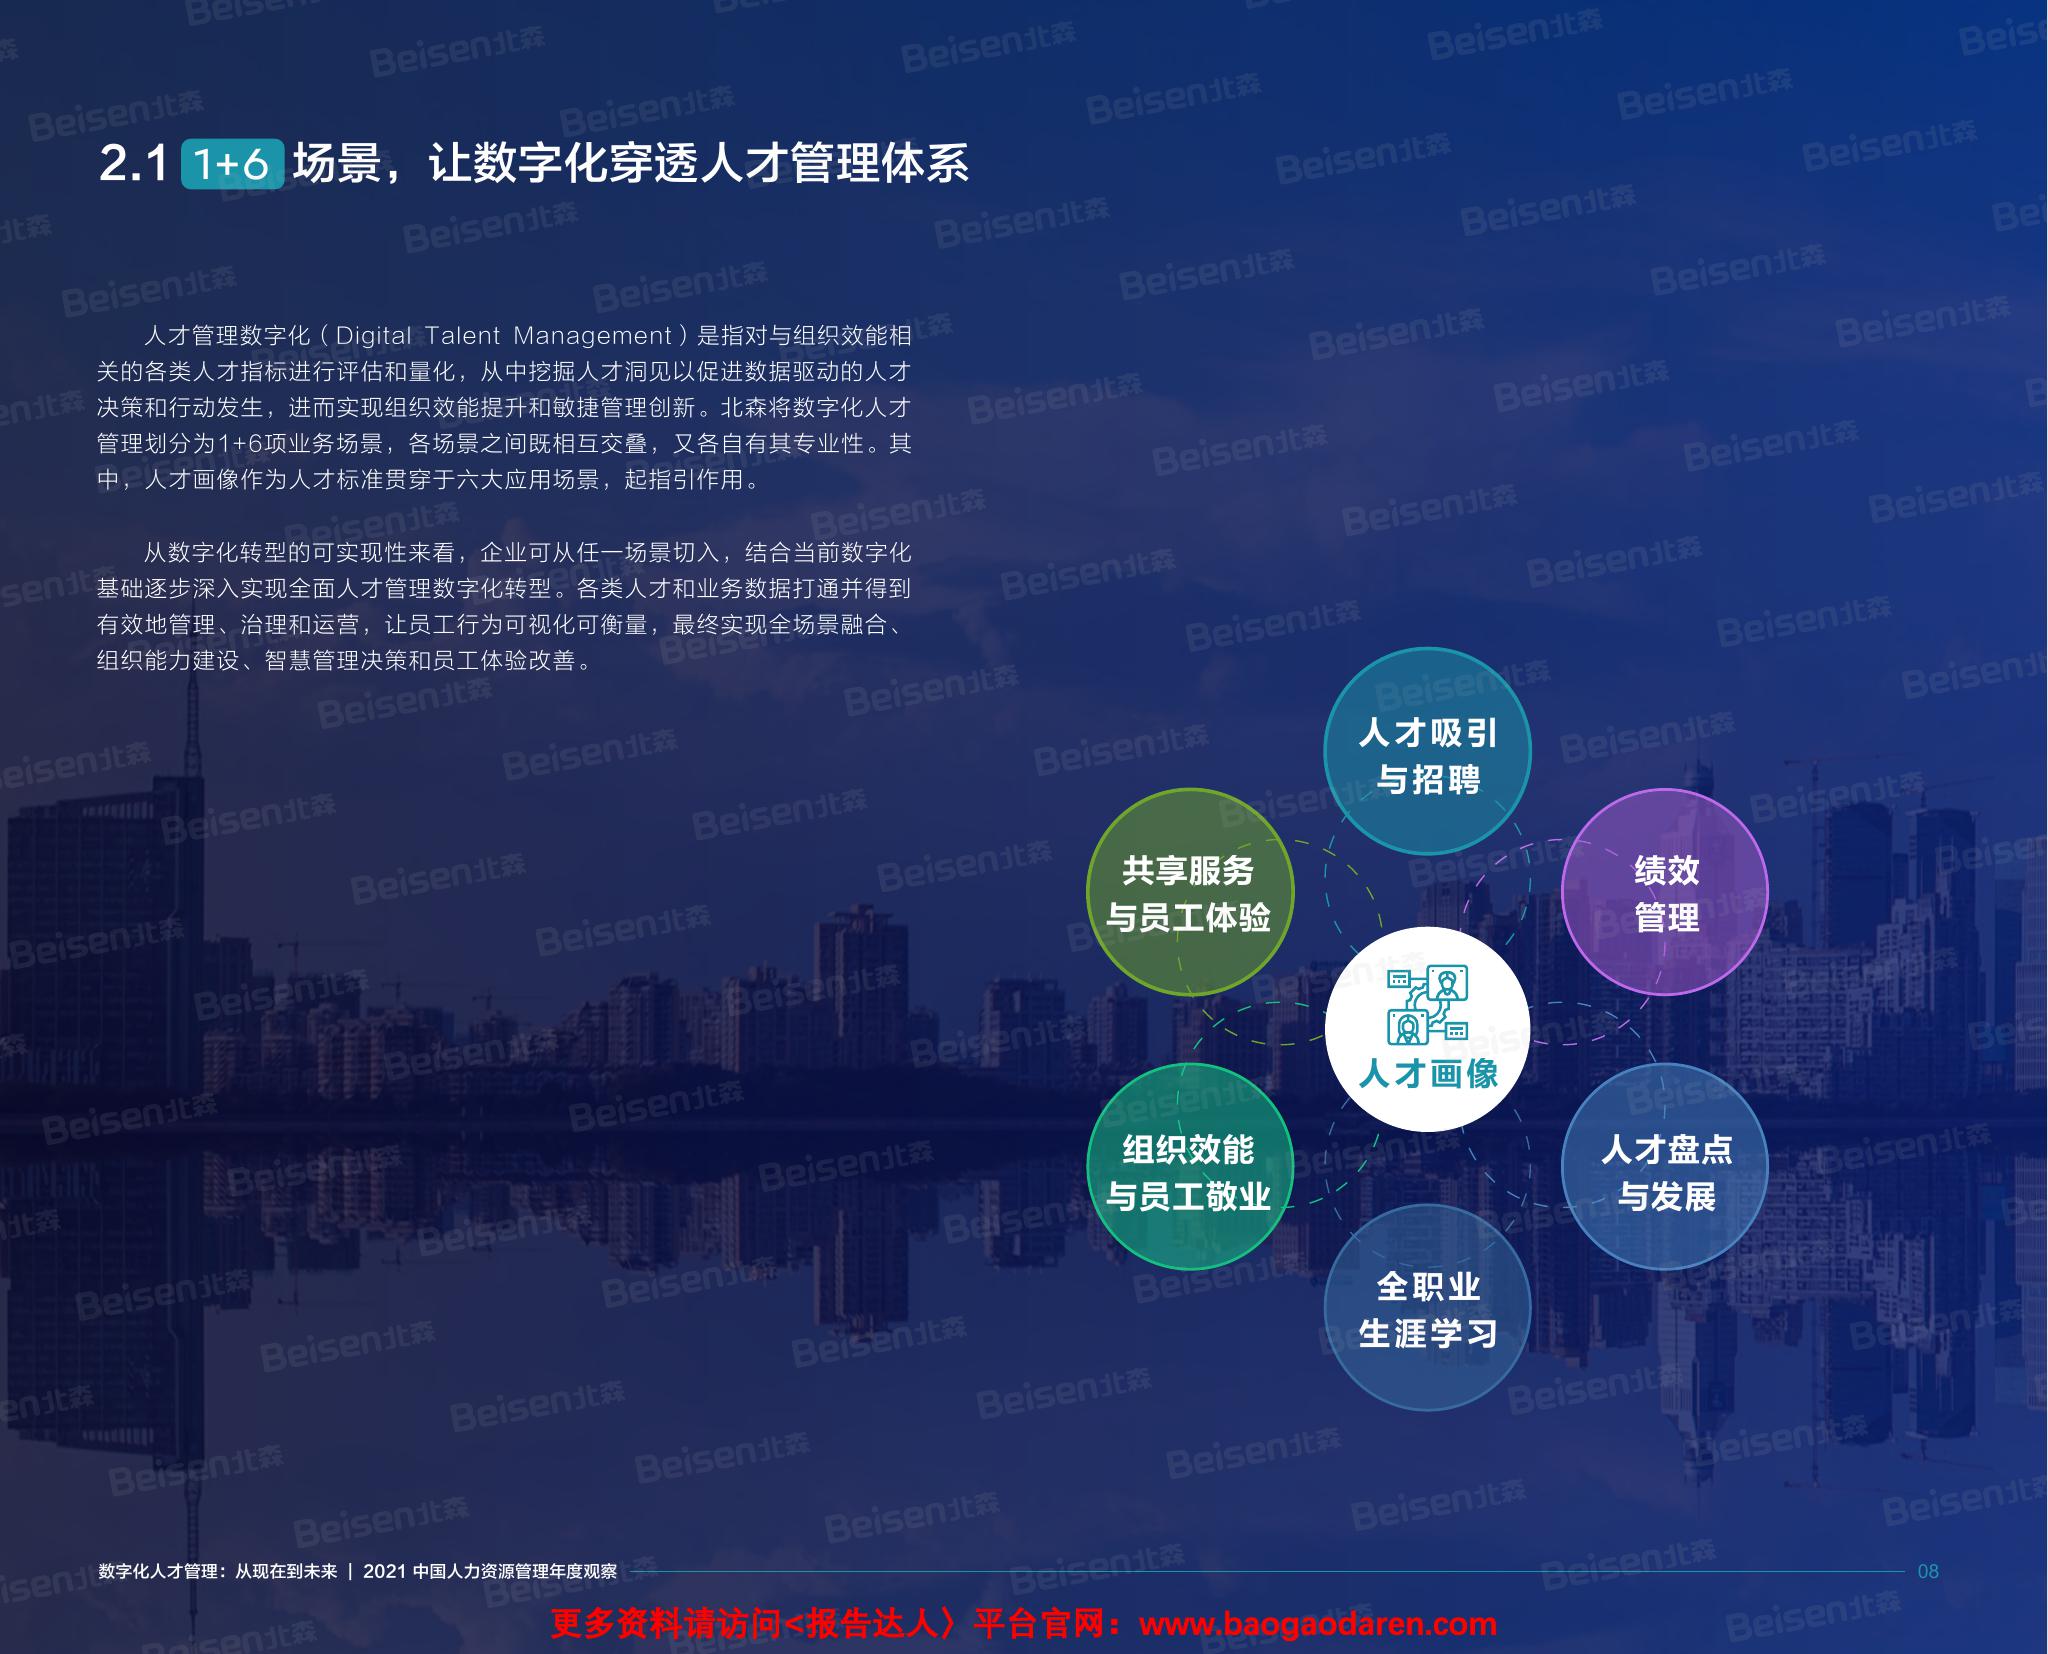 2.1 1+6 场景，让数字化穿透人才管理体系
人才管理数字化（Digital Talent Management）是指对与组织效能相
关的各类人才指标进行评估和量化，从中挖掘人才洞见以促进数据驱动的人才
决策和行动发生，进而实现组织效能提升和敏捷管理创新。北森将数字化人才
管理划分为1+6项业务场景，各场景之间既相互交叠，又各自有其专业性。其
中，人才画像作为人才标准贯穿于六大应用场景，起指引作用。
从数字化转型的可实现性来看，企业可从任一场景切入，结合当前数字化
基础逐步深入实现全面人才管理数字化转型。各类人才和业务数据打通并得到
有效地管理、治理和运营，让员工行为可视化可衡量，最终实现全场景融合、
组织能力建设、智慧管理决策和员工体验改善。
人才吸引
与招聘
共享服务
与员工体验
绩效
管理
人才画像
组织效能
与员工敬业
人才盘点
与发展
全职业
生涯学习
数字化人才管理：从现在到未来 | 2021 中国人力资源管理年度观察
08
更多资料请访问<报告达人〉平台官网：www.baogaodaren.com
Beisen北森